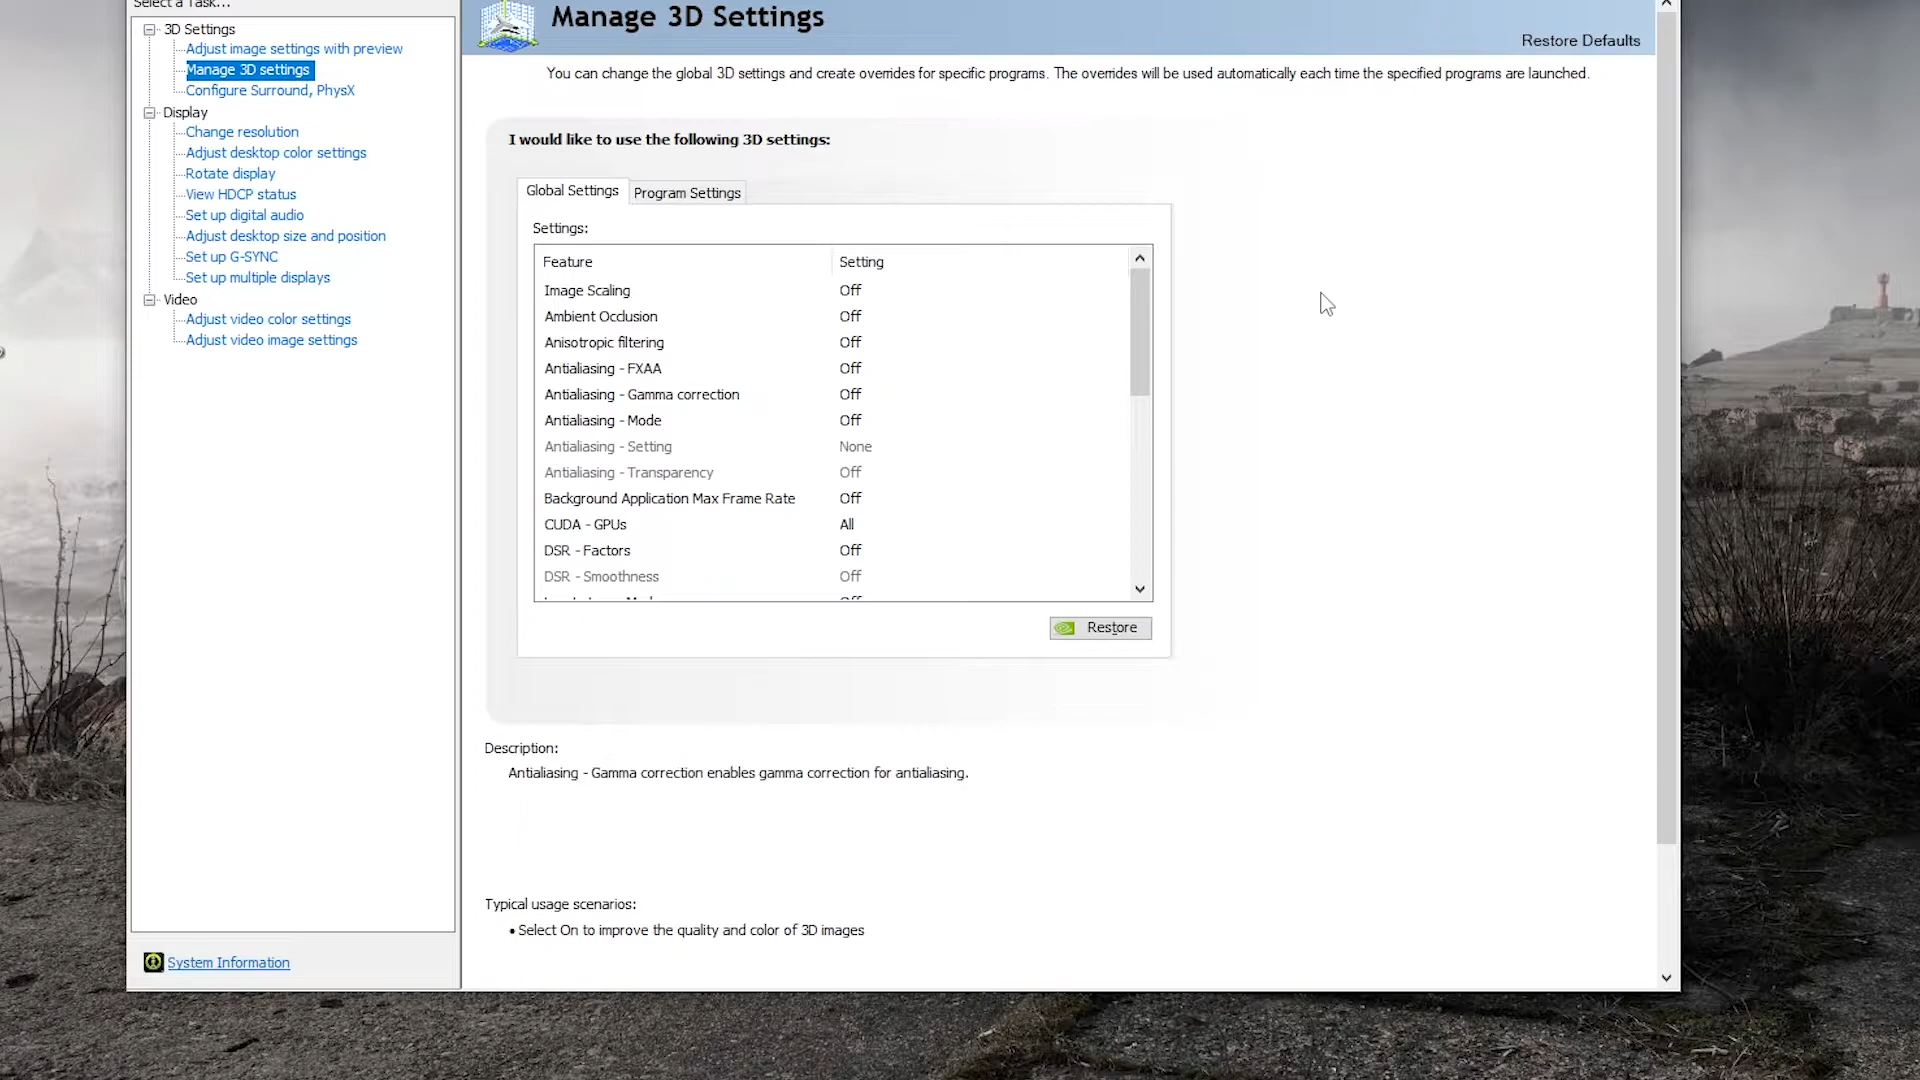 Select a Task...
3D Settings
Adjust image settings with preview
Manage 3D settings
Configure Surround, PhysX
Display
Change resolution
Adjust desktop color settings
Rotate display
View HDCP status
Set up digital audio
Adjust desktop size and position
Set up G-SYNC
Set up multiple displays
Video
Adjust video color settings
Adjust video image settings
System Information
Manage 3D Settings
Restore Defaults
You can change the global 3D settings and create overrides for specific programs. The overrides will be used automatically each time the specified programs are launched.
I would like to use the following 3D settings:
Global Settings Program Settings
Settings:
Feature Setting
Image Scaling Off
Ambient Occlusion Off
Anisotropic filtering Off
Antialiasing - FXAA Off
Antialiasing - Gamma correction Off
Antialiasing - Mode Off
Antialiasing - Setting None
Antialiasing - Transparency Off
Background Application Max Frame Rate Off
CUDA - GPUs All
DSR - Factors Off
DSR - Smoothness Off
Restore
Description:
Antialiasing - Gamma correction enables gamma correction for antialiasing.
Typical usage scenarios:
• Select On to improve the quality and color of 3D images